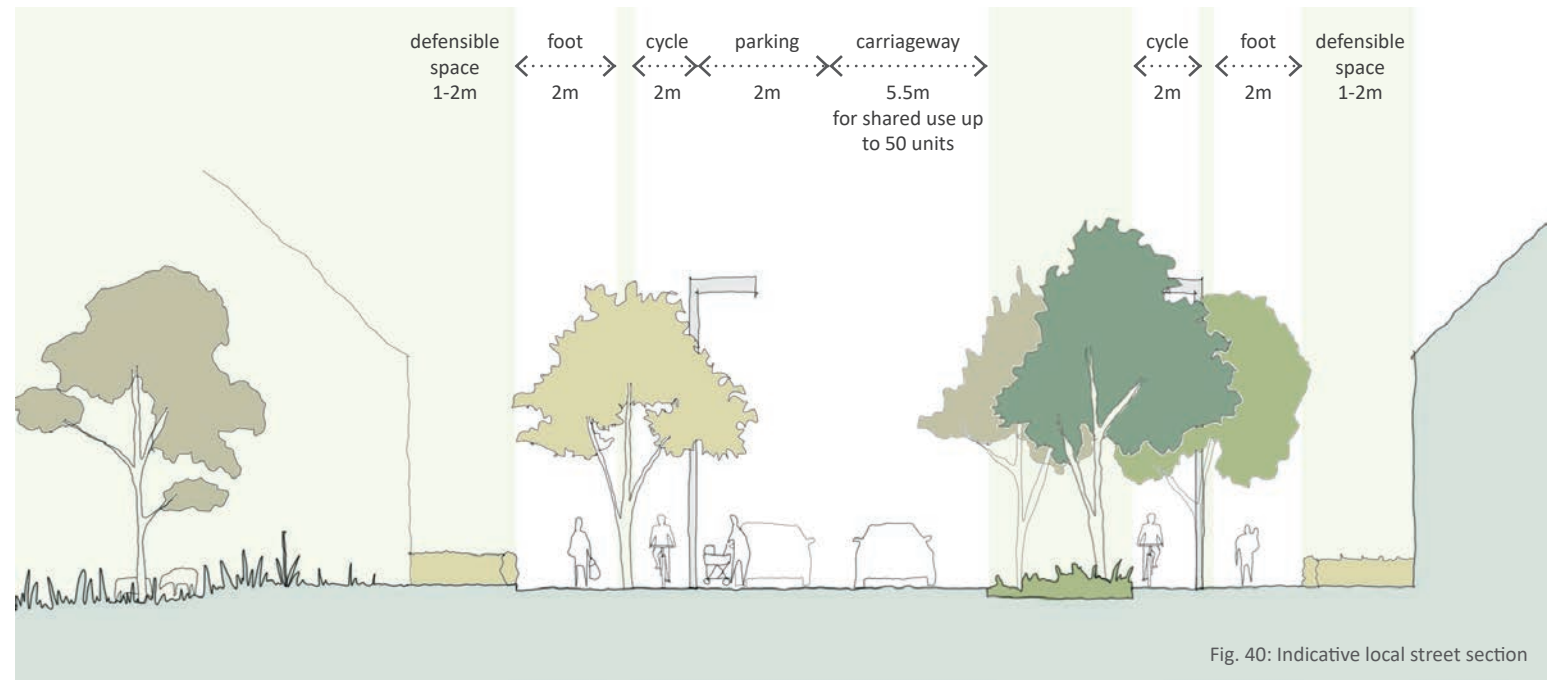 defensible
space
1-2m
foot
2m
cycle
2m
parking
2m
carriageway
5.5m
for shared use up
to 50 units
cycle
2m
foot
2m
defensible
space
1-2m
Fig. 40: Indicative local street section